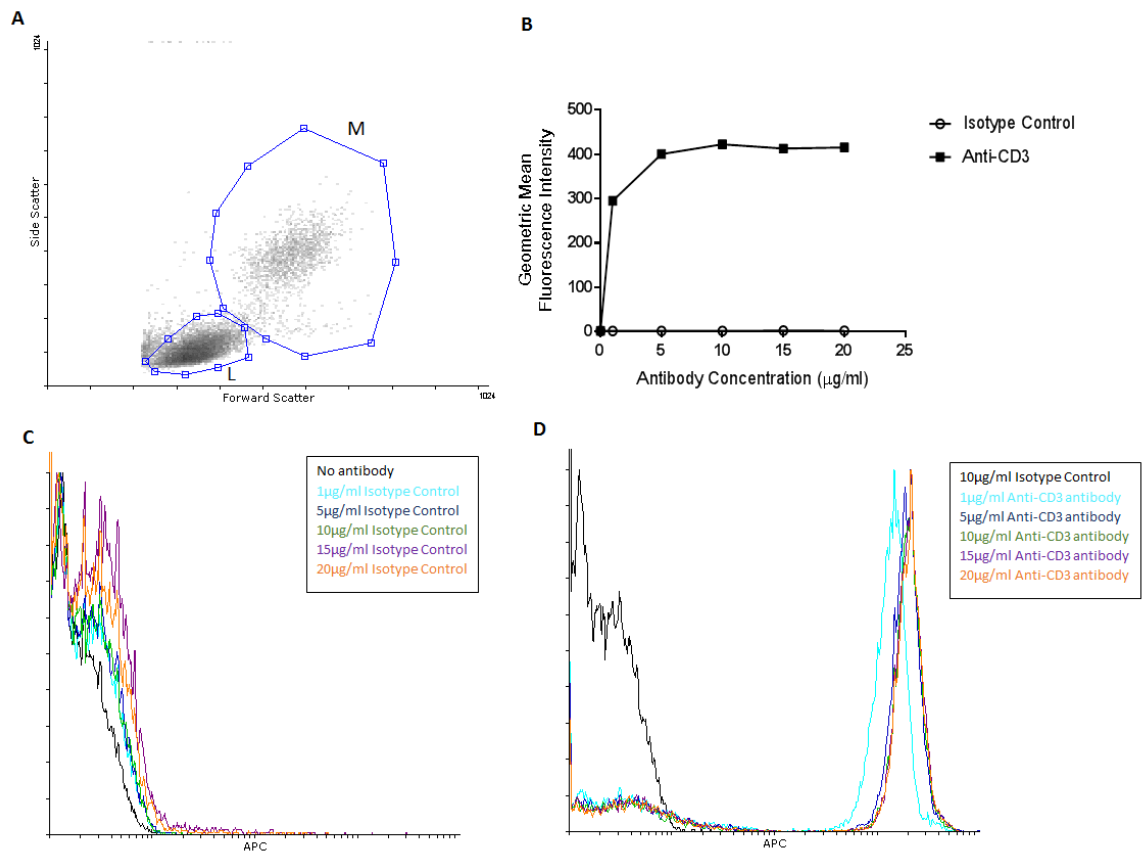 A
1024
Side Scatter
M
L
Forward Scatter
1024
B
Geometric Mean
Fluorescence Intensity
500
400
300
200
100
0
0 5 10 15 20 25
Antibody Concentration (μg/ml)
Isotype Control
Anti-CD3
C
No antibody
1μg/ml Isotype Control
5μg/ml Isotype Control
10μg/ml Isotype Control
15μg/ml Isotype Control
20μg/ml Isotype Control
APC
D
10μg/ml Isotype Control
1μg/ml Anti-CD3 antibody
5μg/ml Anti-CD3 antibody
10μg/ml Anti-CD3 antibody
15μg/ml Anti-CD3 antibody
20μg/ml Anti-CD3 antibody
APC